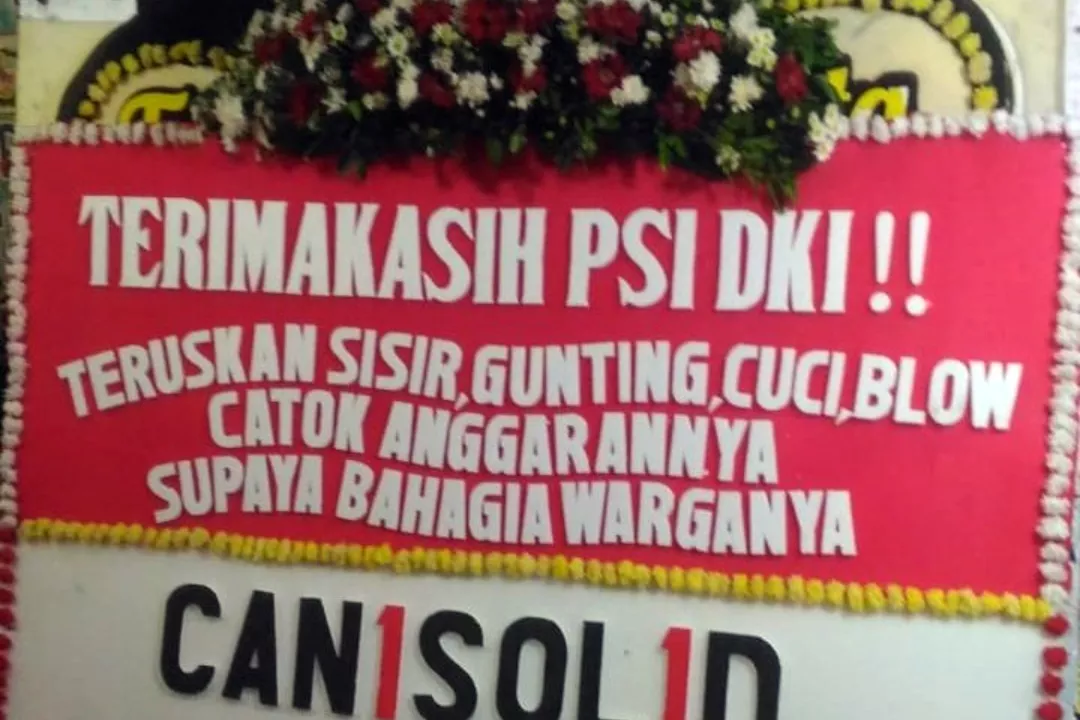 TERIMAKASIH PSI DKI !!
TERUSKAN SISIR,GUNTING,CUCI,BLOW
CATOK ANGGARANNYA
SUPAYA BAHAGIA WARGANYA
CAN1SOL1D